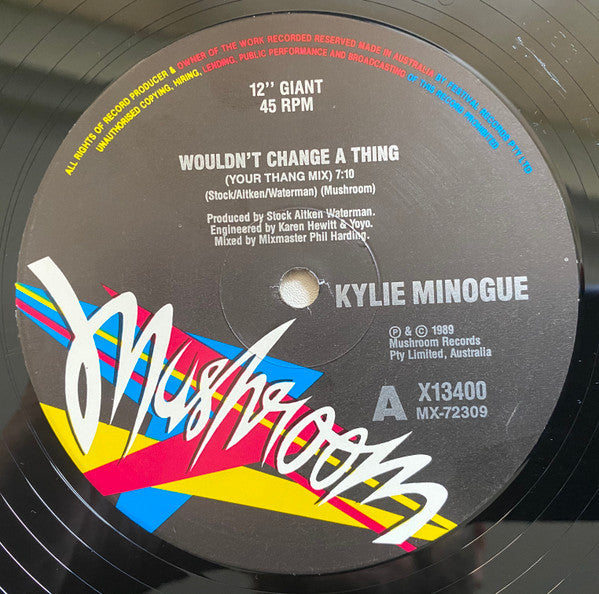 ALL RIGHTS OF RECORD PRODUCER & OWNER OF THE WORK RECORDED RESERVED MADE IN AUSTRALIA BY FESTIVAL RECORDS PTY LTD.
UNAUTHORISED COPYING, HIRING, LENDING, PUBLIC PERFORMANCE AND BROADCASTING OF THIS RECORD PROHIBITED
12" GIANT
45 RPM
WOULDN'T CHANGE A THING
(YOUR THANG MIX) 7:10
(Stock/Aitken/Waterman) (Mushroom)
Produced by Stock Aitken Waterman.
Engineered by Karen Hewitt & Yoyo.
Mixed by Mixmaster Phil Harding.
KYLIE MINOGUE
℗ & © 1989
Mushroom Records
Pty Limited, Australia
A X13400
MX-72309
Mushroom